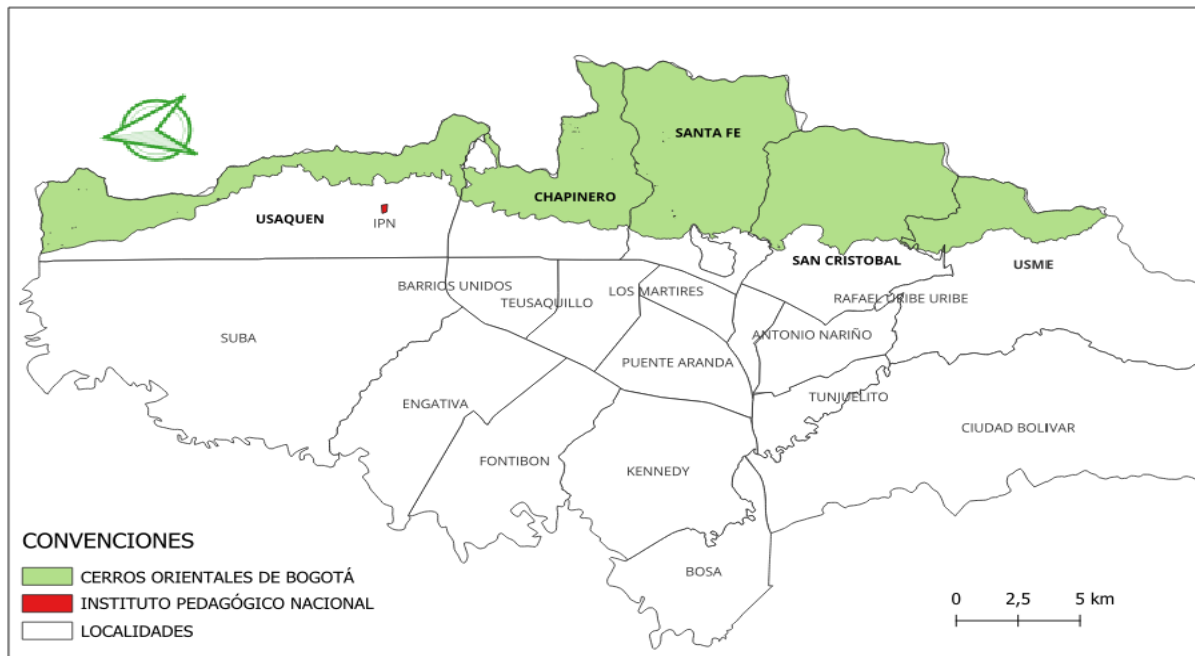 SANTA FE
CHAPINERO
USAQUEN
IPN
SAN CRISTOBAL
USME
BARRIOS UNIDOS
TEUSAQUILLO
LOS MARTIRES
RAFAEL URIBE URIBE
SUBA
ANTONIO NARIÑO
PUENTE ARANDA
ENGATIVA
TUNJUELITO
CIUDAD BOLIVAR
FONTIBON
KENNEDY
BOSA
CONVENCIONES
CERROS ORIENTALES DE BOGOTÁ
INSTITUTO PEDAGÓGICO NACIONAL
LOCALIDADES
0 2,5 5 km